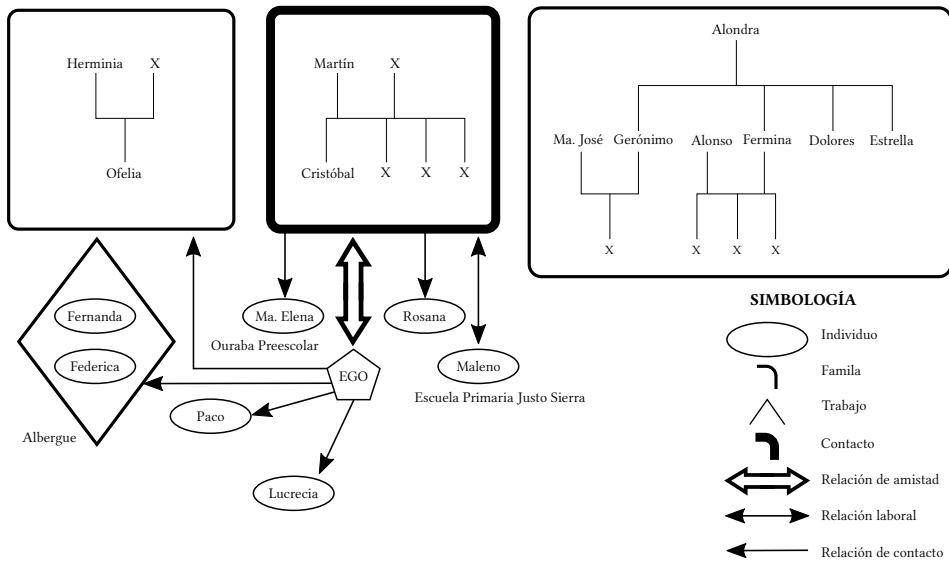 Herminia X
Ofelia
Martín X
Cristóbal X X X
Alondra
Ma. José Gerónimo Alonso Fermina Dolores Estrella
X X X X
Fernanda
Federica
Albergue
Ma. Elena
Ouraba Preescolar
Rosana
Maleno
Escuela Primaria Justo Sierra
EGO
Paco
Lucrecia
SIMBOLOGÍA
Individuo
Famila
Trabajo
Contacto
Relación de amistad
Relación laboral
Relación de contacto